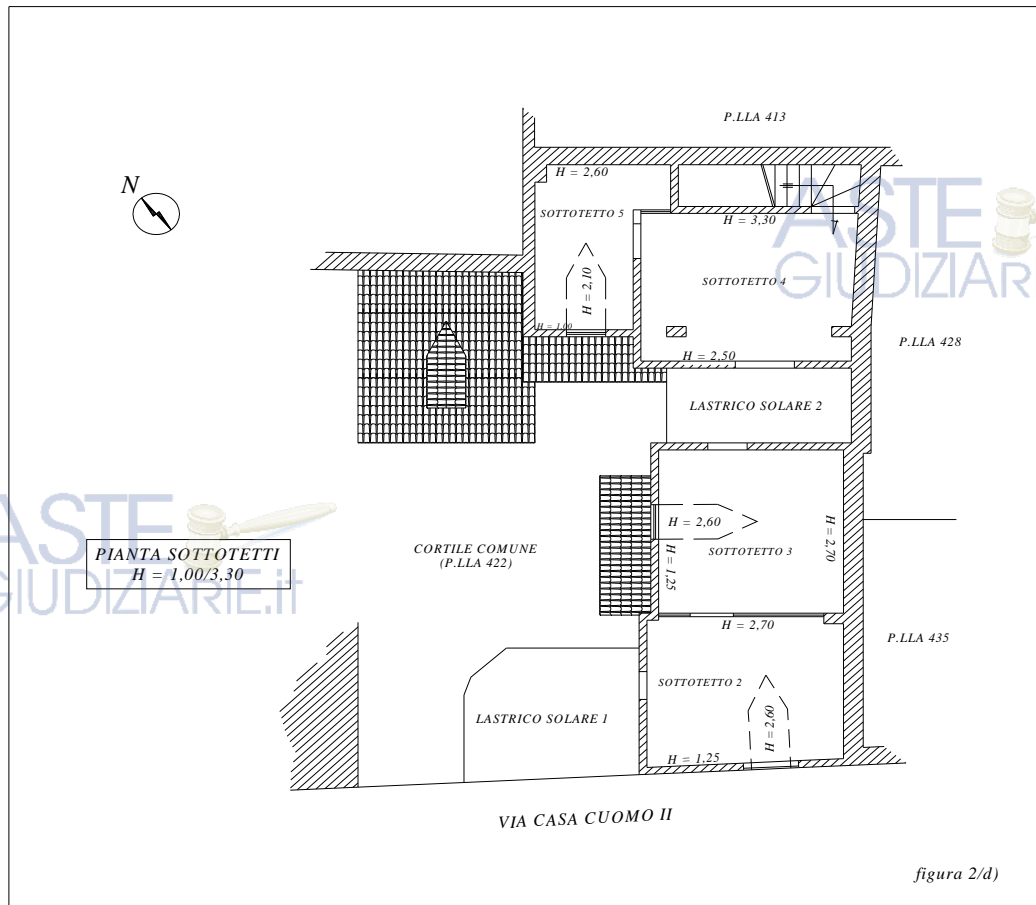 P.LLA 413
N
H = 2,60
SOTTOTETTO 5
H = 3,30
ASTE
GIUDIZIARIE
H = 2,10
SOTTOTETTO 4
H = 1,00
P.LLA 428
H = 2,50
LASTRICO SOLARE 2
H = 2,60
H = 2,70
ASTE
GIUDIZIARIE.it
PIANTA SOTTOTETTI
H = 1,00/3,30
CORTILE COMUNE
(P.LLA 422)
SOTTOTETTO 3
H = 1,25
H = 2,70
P.LLA 435
SOTTOTETTO 2
LASTRICO SOLARE 1
H = 2,60
H = 1,25
VIA CASA CUOMO II
figura 2/d)